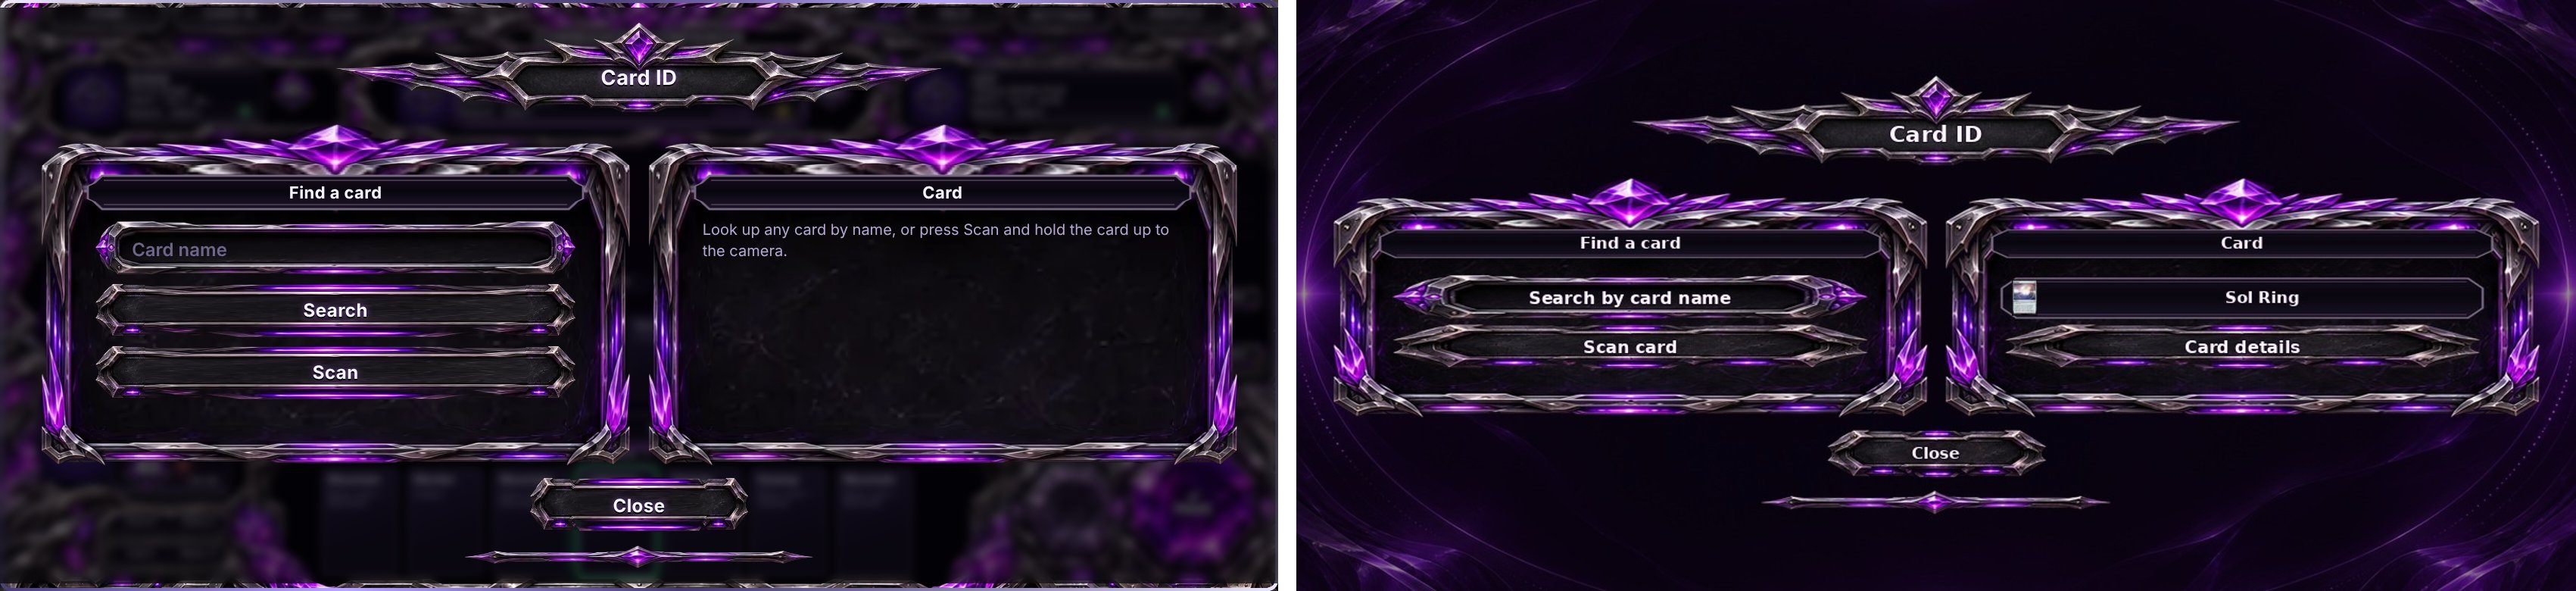 Card ID
Find a card
Card name
Search
Scan
Card
Look up any card by name, or press Scan and hold the card up to
the camera.
Close
Card ID
Find a card
Search by card name
Scan card
Card
Sol Ring
Card details
Close